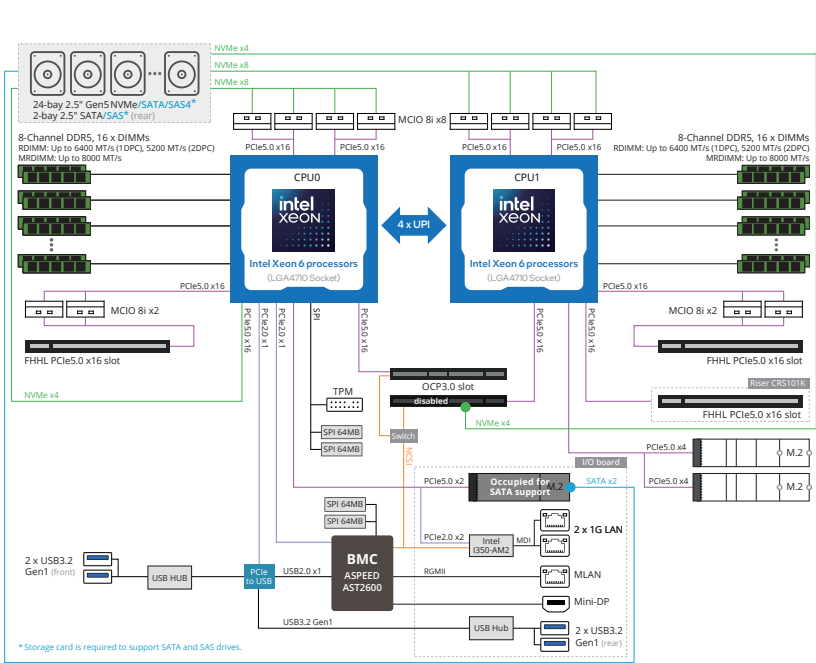 NVMe x4
NVMe x8
NVMe x8
24-bay 2.5" Gen5 NVMe/SATA/SAS4*
2-bay 2.5" SATA/SAS* (rear)
MCIO 8i x8
8-Channel DDR5, 16 x DIMMs
RDIMM: Up to 6400 MT/s (1DPC), 5200 MT/s (2DPC)
MRDIMM: Up to 8000 MT/s
PCIe5.0 x16
PCIe5.0 x16
PCIe5.0 x16
PCIe5.0 x16
8-Channel DDR5, 16 x DIMMs
RDIMM: Up to 6400 MT/s (1DPC), 5200 MT/s (2DPC)
MRDIMM: Up to 8000 MT/s
CPU0
intel
xeon
Intel Xeon 6 processors
(LGA4710 Socket)
4 x UPI
CPU1
intel
xeon
Intel Xeon 6 processors
(LGA4710 Socket)
PCIe5.0 x16
MCIO 8i x2
FHHL PCIe5.0 x16 slot
PCIe5.0 x16
MCIO 8i x2
FHHL PCIe5.0 x16 slot
PCIe5.0 x16
PCIe2.0 x1
PCIe2.0 x1
SPI
PCIe5.0 x16
PCIe5.0 x16
PCIe5.0 x16
Riser CRS101K
FHHL PCIe5.0 x16 slot
NVMe x4
OCP3.0 slot
disabled
NVMe x4
TPM
SPI 64MB
SPI 64MB
Switch
NCSI
PCIe5.0 x4
M.2
PCIe5.0 x4
M.2
I/O board
PCIe5.0 x2
Occupied for
SATA support
M.2
SATA x2
SPI 64MB
SPI 64MB
PCIe2.0 x2
Intel
I350-AM2
MDI
2 x 1G LAN
BMC
ASPEED
AST2600
2 x USB3.2
Gen1 (front)
USB HUB
PCIe
to USB
USB2.0 x1
RGMII
MLAN
Mini-DP
USB3.2 Gen1
USB Hub
2 x USB3.2
Gen1 (rear)
* Storage card is required to support SATA and SAS drives.